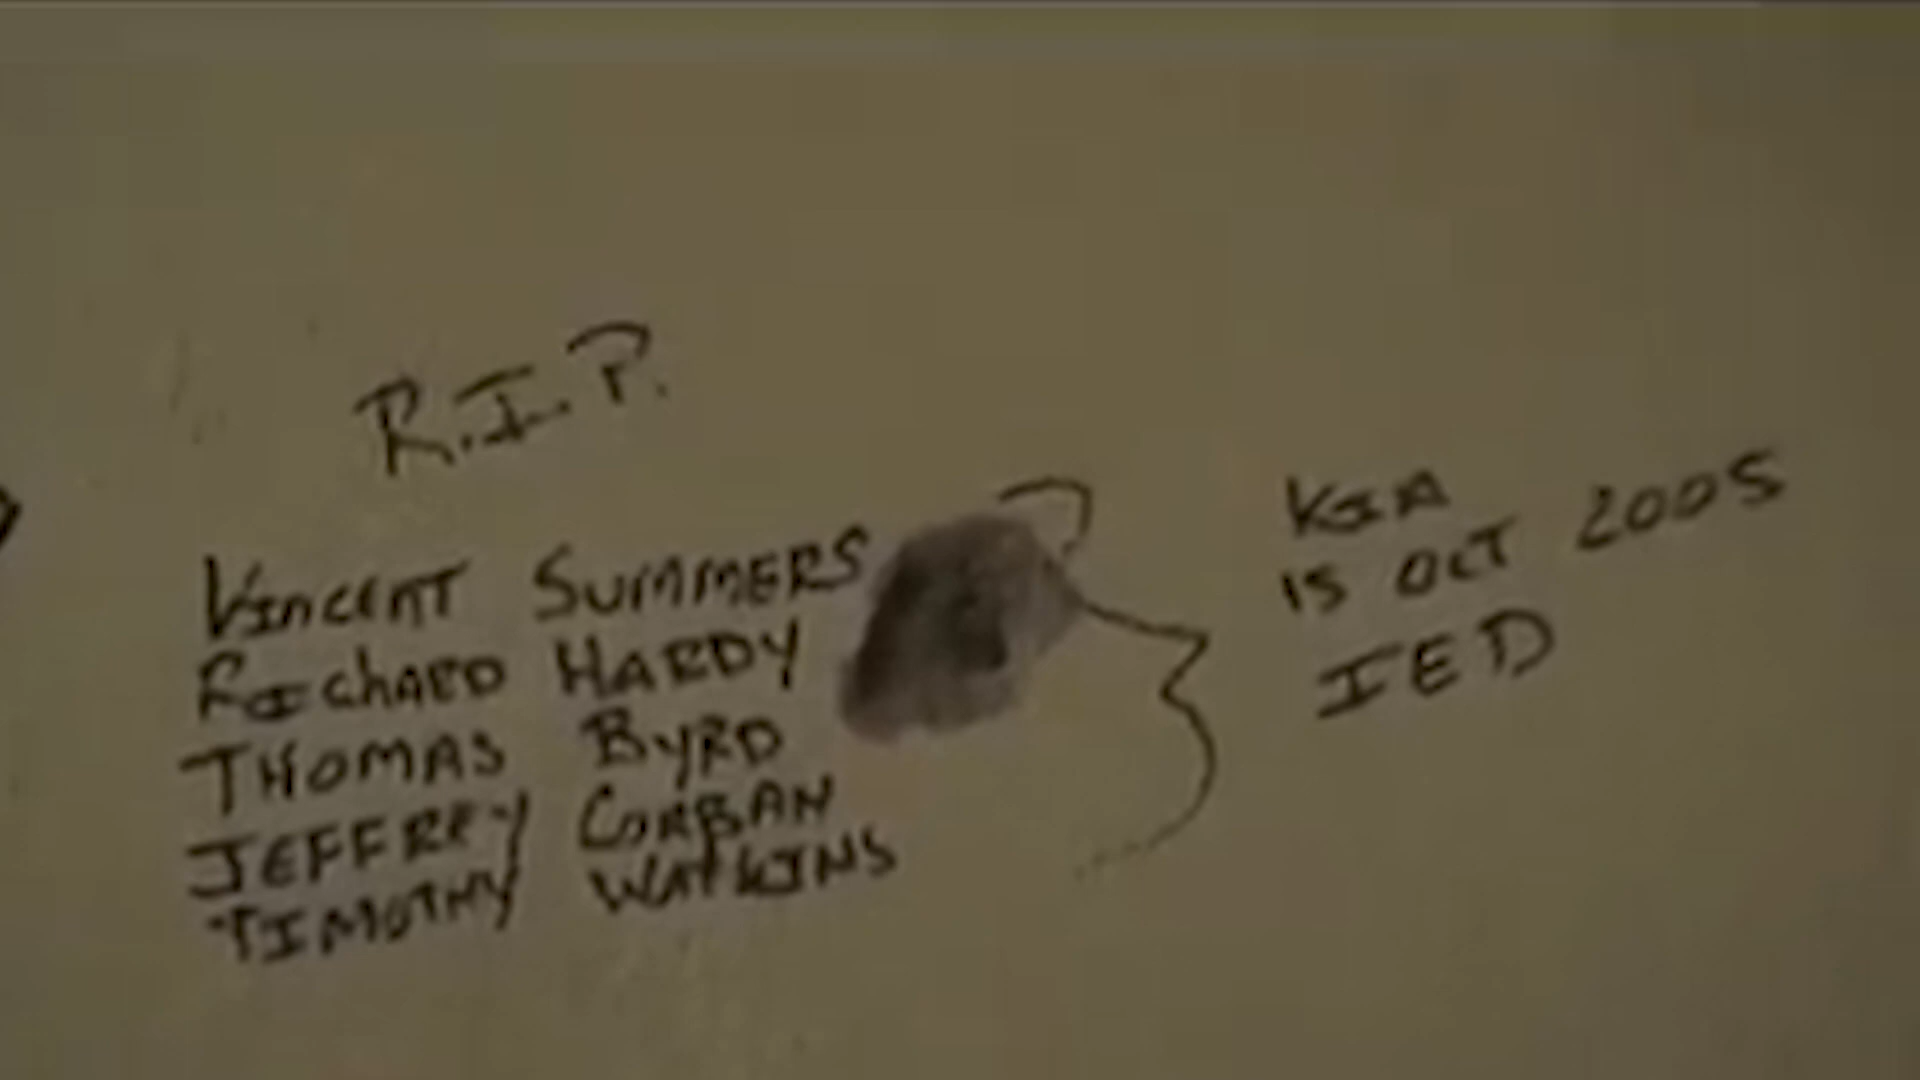 R.I.P.
VINCENT SUMMERS
RICHARD HARDY
THOMAS BYRD
JEFFREY CORBAN
TIMOTHY WATKINS
KIA
15 OCT 2005
IED